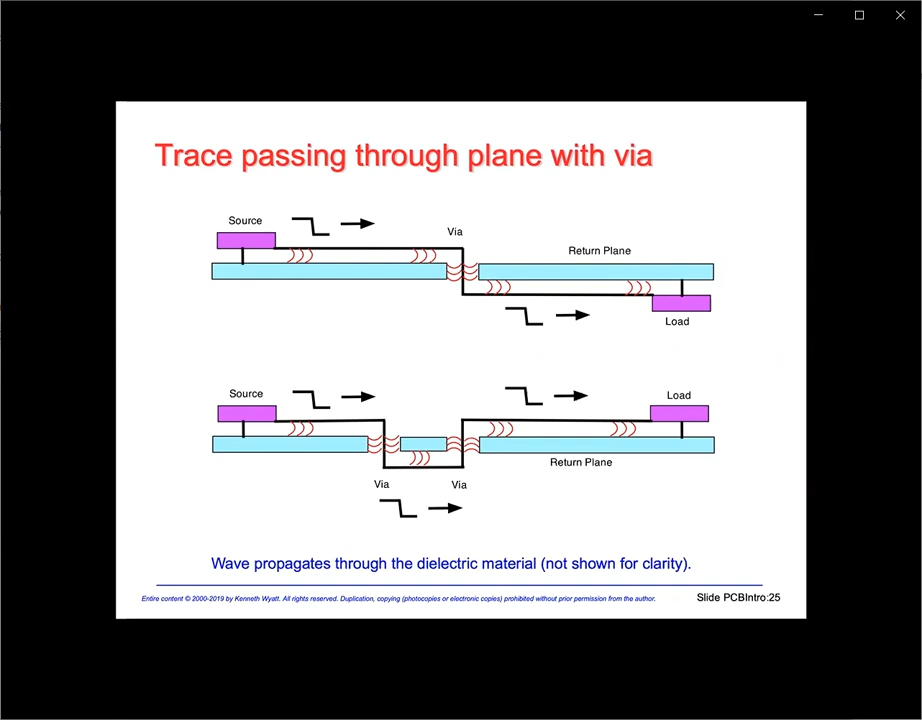 Trace passing through plane with via
Source
Via
Return Plane
Load
Source
Load
Return Plane
Via
Via
Wave propagates through the dielectric material (not shown for clarity).
Entire content © 2000-2019 by Kenneth Wyatt. All rights reserved. Duplication, copying (photocopies or electronic copies) prohibited without prior permission from the author.
Slide PCBIntro:25